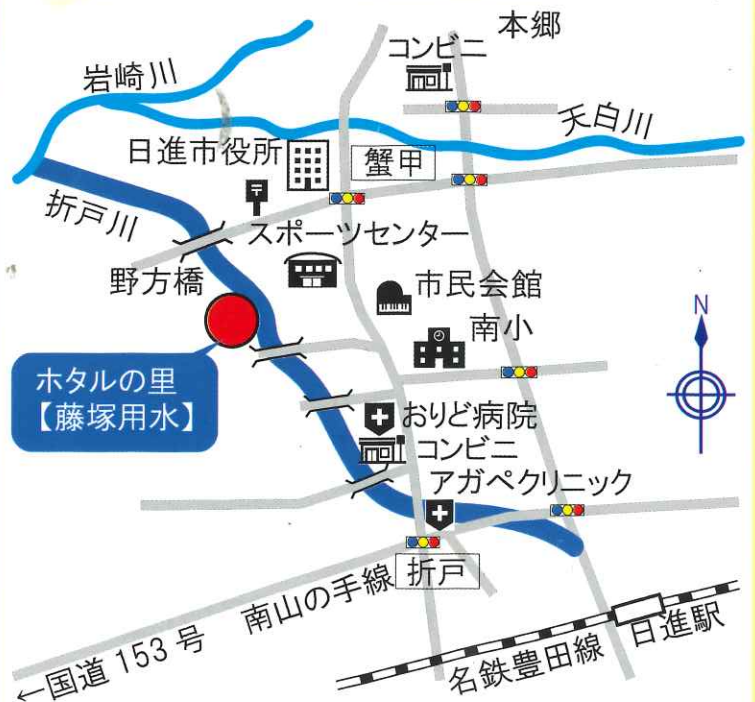 本郷
コンビニ
岩崎川
天白川
日進市役所
蟹甲
〒
折戸川
スポーツセンター
野方橋
市民会館
南小
N
ホタルの里
【藤塚用水】
おりど病院
コンビニ
アガペクリニック
折戸
南山の手線
←国道153号
日進駅
名鉄豊田線